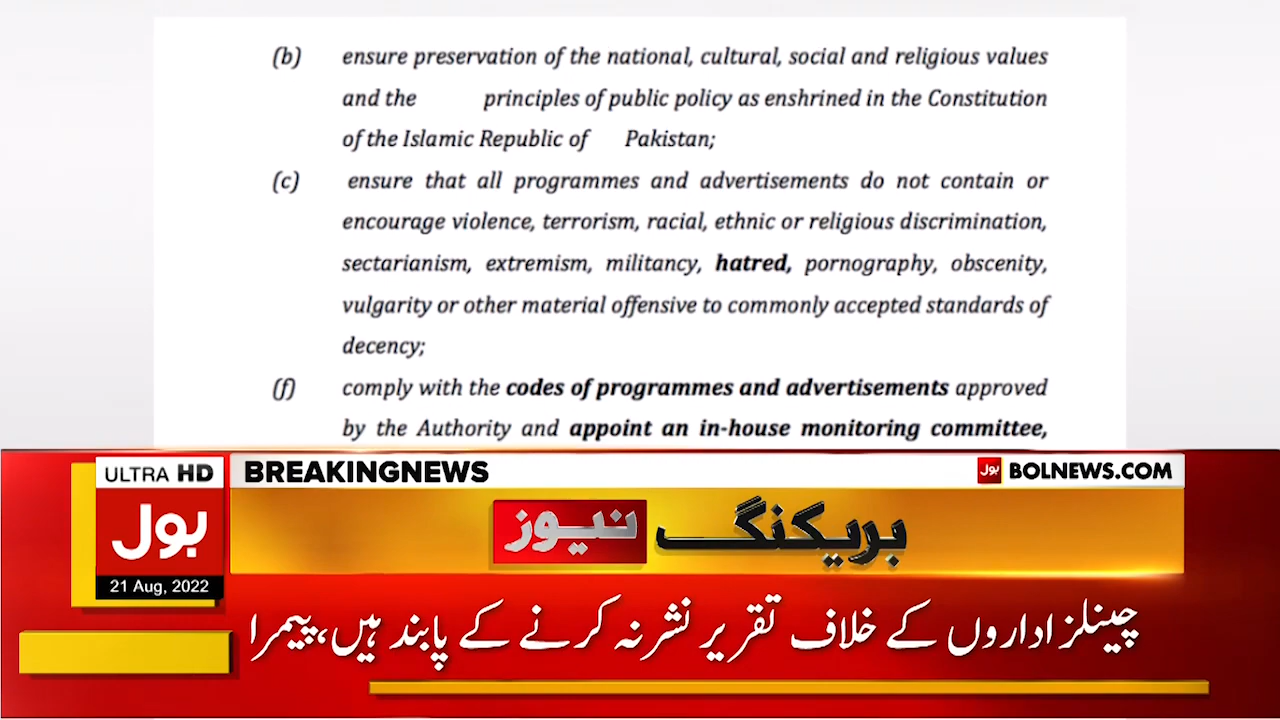 (b) ensure preservation of the national, cultural, social and religious values
and the principles of public policy as enshrined in the Constitution
of the Islamic Republic of Pakistan;
(c) ensure that all programmes and advertisements do not contain or
encourage violence, terrorism, racial, ethnic or religious discrimination,
sectarianism, extremism, militancy, hatred, pornography, obscenity,
vulgarity or other material offensive to commonly accepted standards of
decency;
(f) comply with the codes of programmes and advertisements approved
by the Authority and appoint an in-house monitoring committee,
ULTRA HD
BREAKINGNEWS
بول
BOLNEWS.COM
بول
21 Aug, 2022
بریکنگ نیوز
چینلز اداروں کے خلاف تقریر نشر نہ کرنے کے پابند ہیں، پیمرا